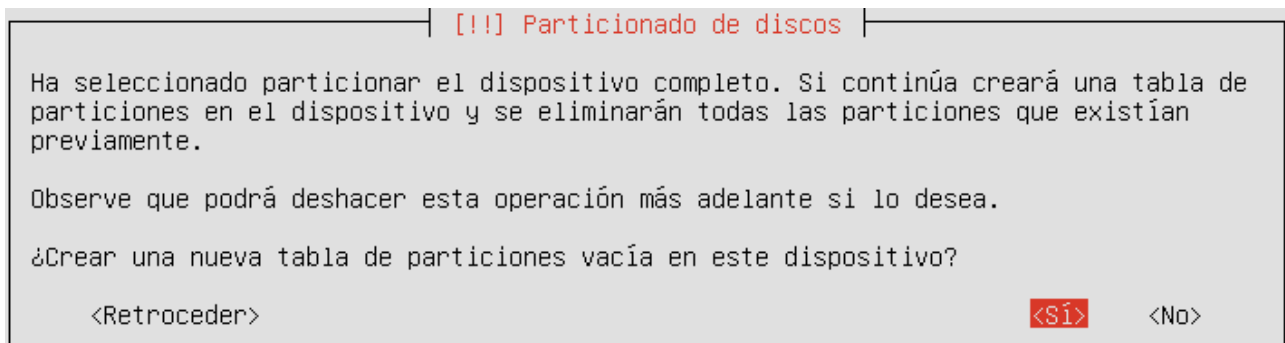 [!!] Particionado de discos
Ha seleccionado particionar el dispositivo completo. Si continúa creará una tabla de
particiones en el dispositivo y se eliminarán todas las particiones que existían
previamente.
Observe que podrá deshacer esta operación más adelante si lo desea.
¿Crear una nueva tabla de particiones vacía en este dispositivo?
<Retroceder> <Sí> <No>